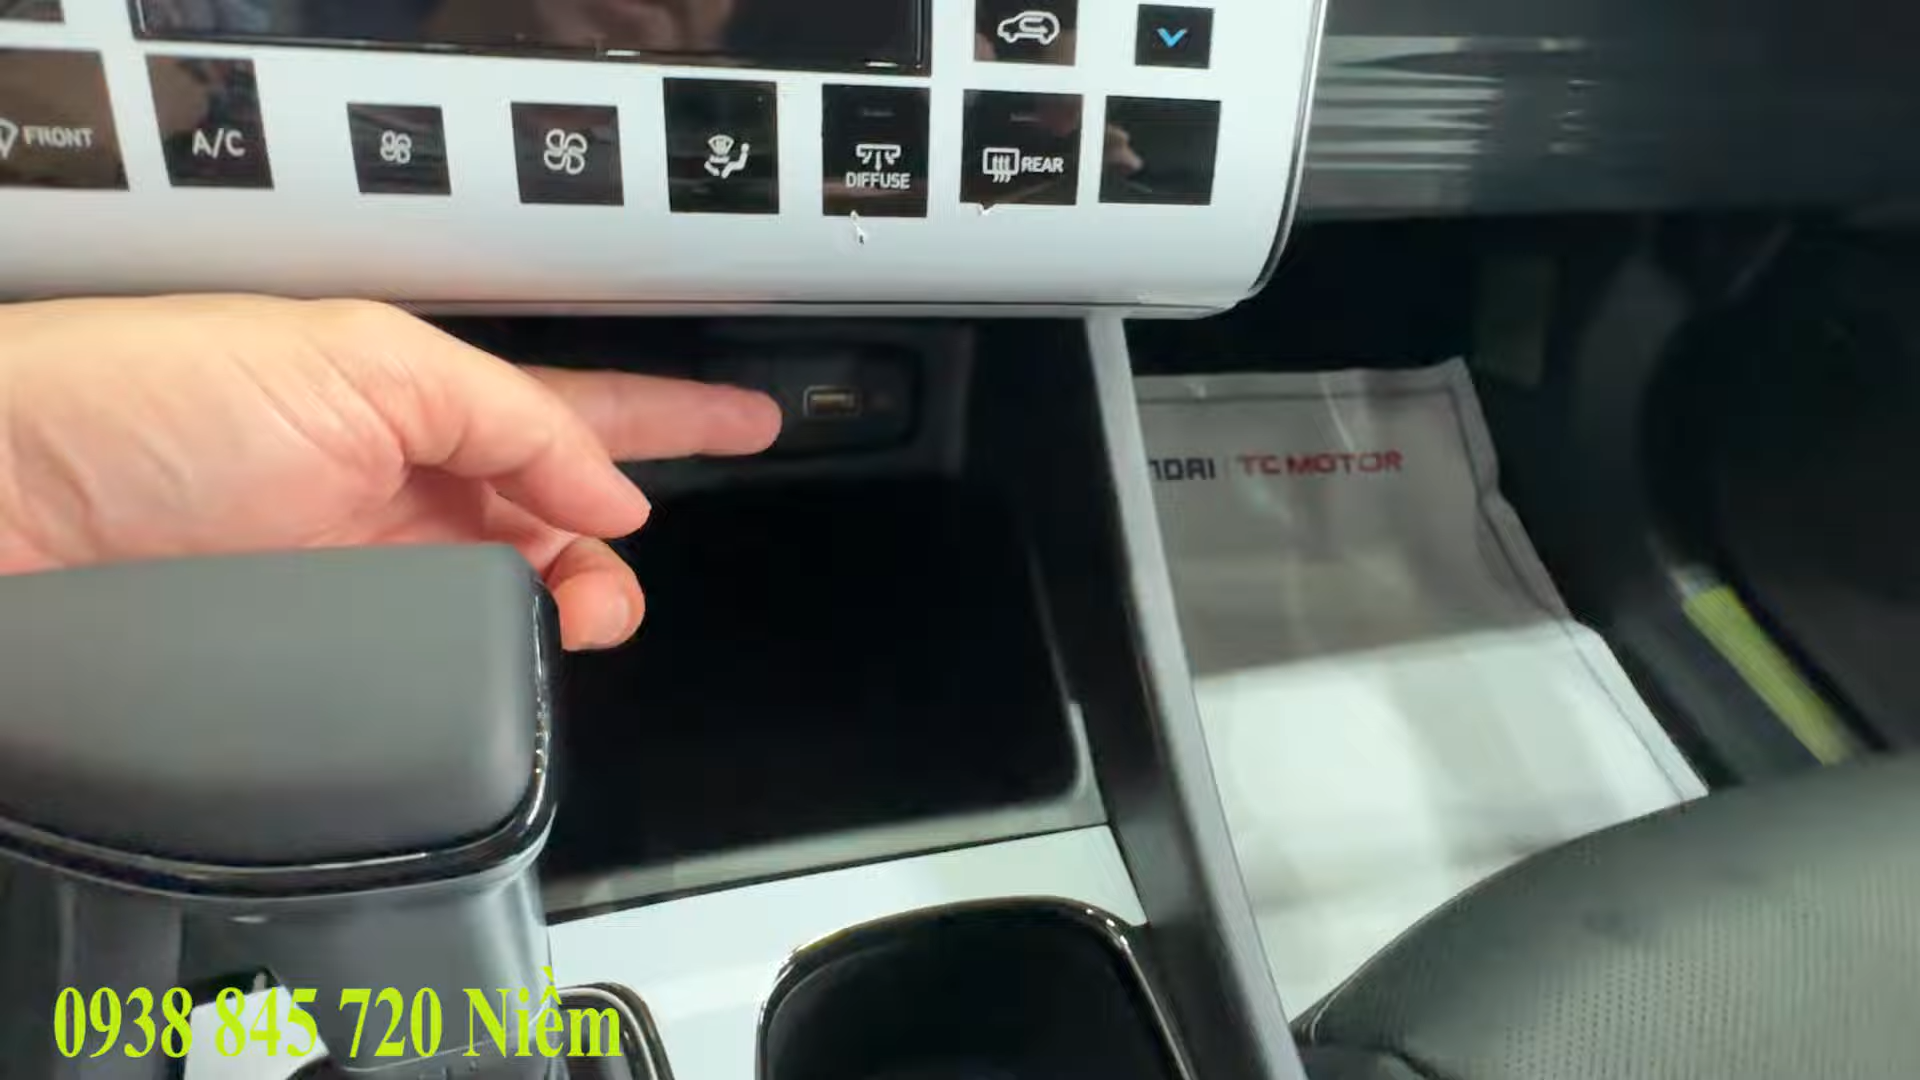 FRONT
A/C
DIFFUSE
REAR
TC MOTOR
0938 845 720 Niềm